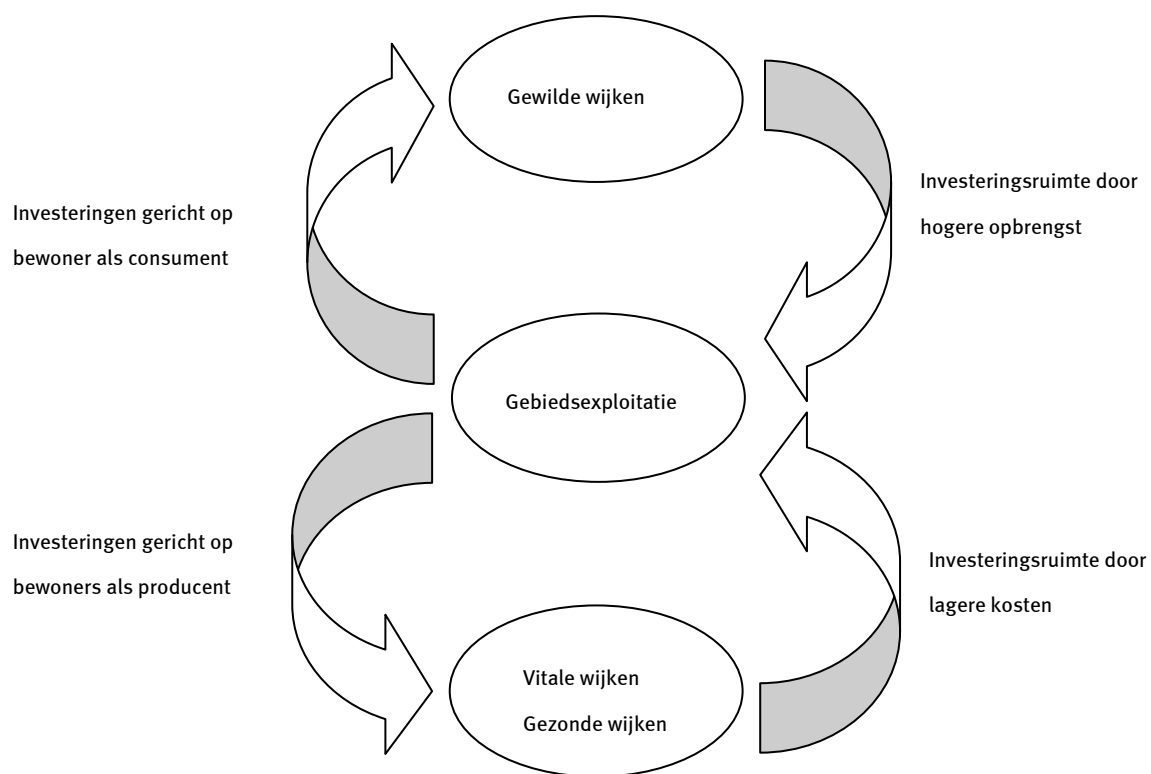 Gewilde wijken
Investeringen gericht op
bewoner als consument
Investeringsruimte door
hogere opbrengst
Gebiedsexploitatie
Investeringen gericht op
bewoners als producent
Investeringsruimte door
lagere kosten
Vitale wijken
Gezonde wijken